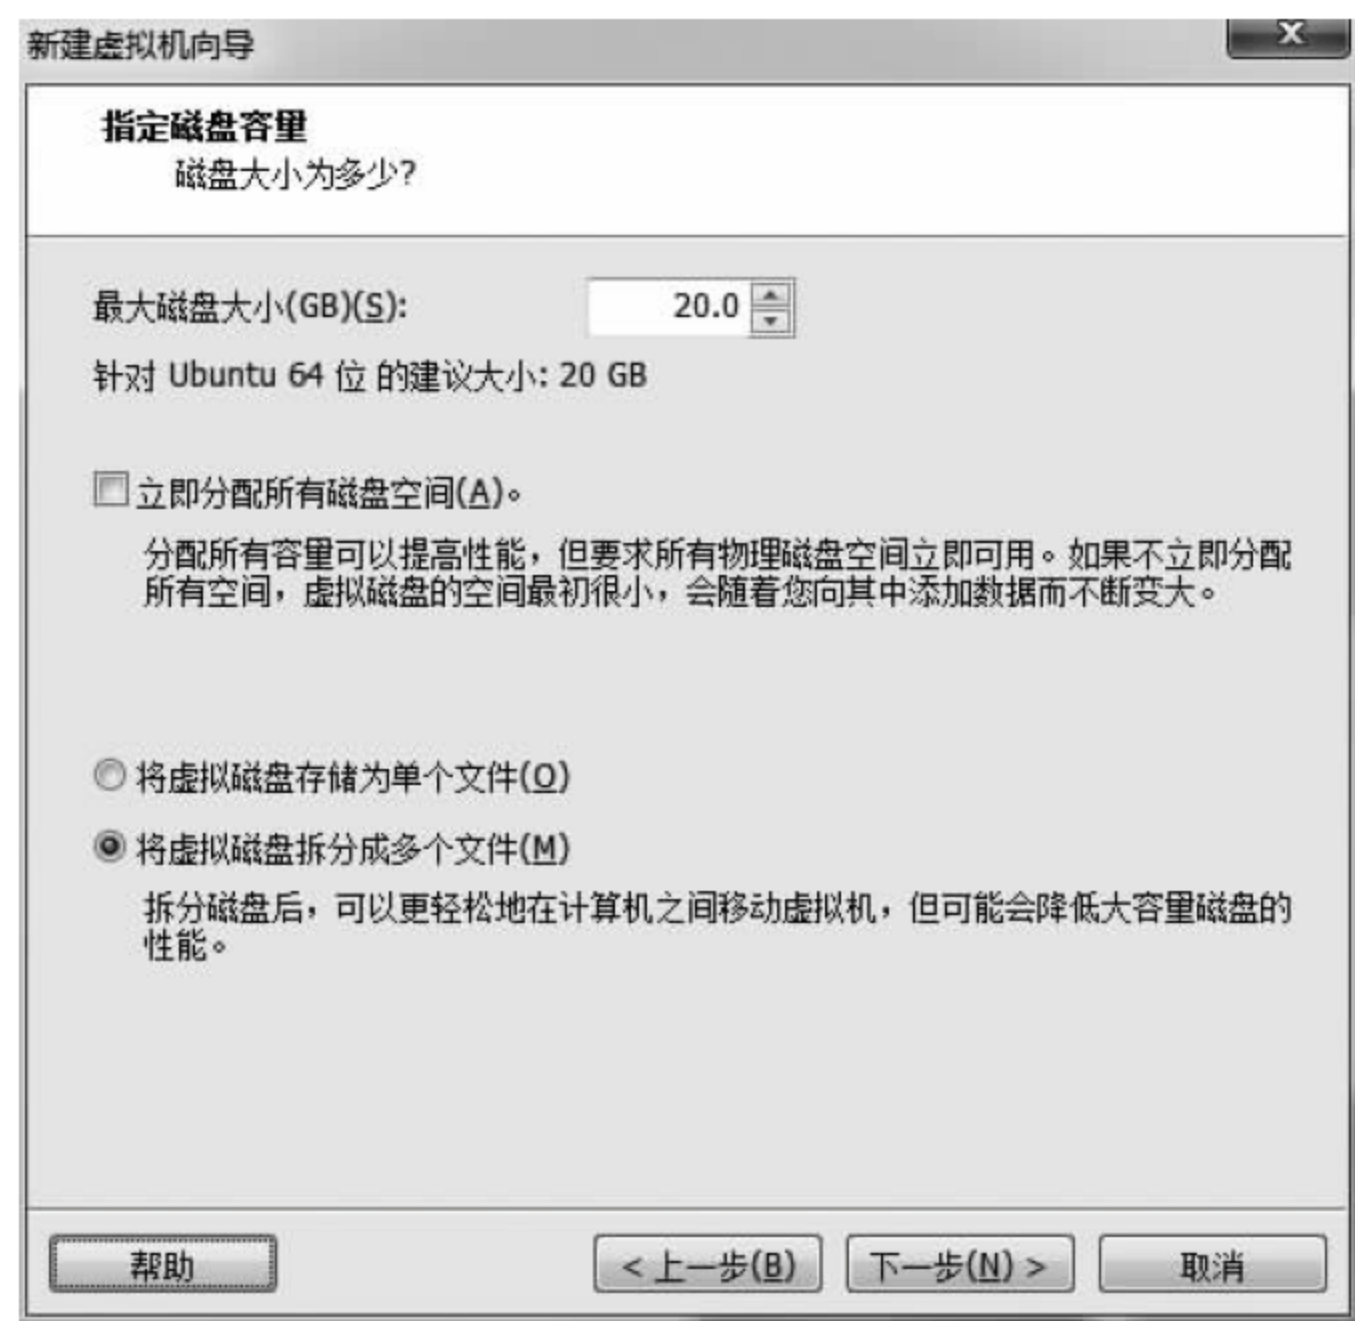 新建虚拟机向导
x
指定磁盘容量
磁盘大小为多少?
最大磁盘大小(GB)(S): 20.0
针对 Ubuntu 64 位 的建议大小: 20 GB
立即分配所有磁盘空间(A)。
分配所有容量可以提高性能，但要求所有物理磁盘空间立即可用。如果不立即分配
所有空间，虚拟磁盘的空间最初很小，会随着您向其中添加数据而不断变大。
将虚拟磁盘存储为单个文件(O)
将虚拟磁盘拆分成多个文件(M)
拆分磁盘后，可以更轻松地在计算机之间移动虚拟机，但可能会降低大容量磁盘的
性能。
帮助 < 上一步(B) 下一步(N) > 取消